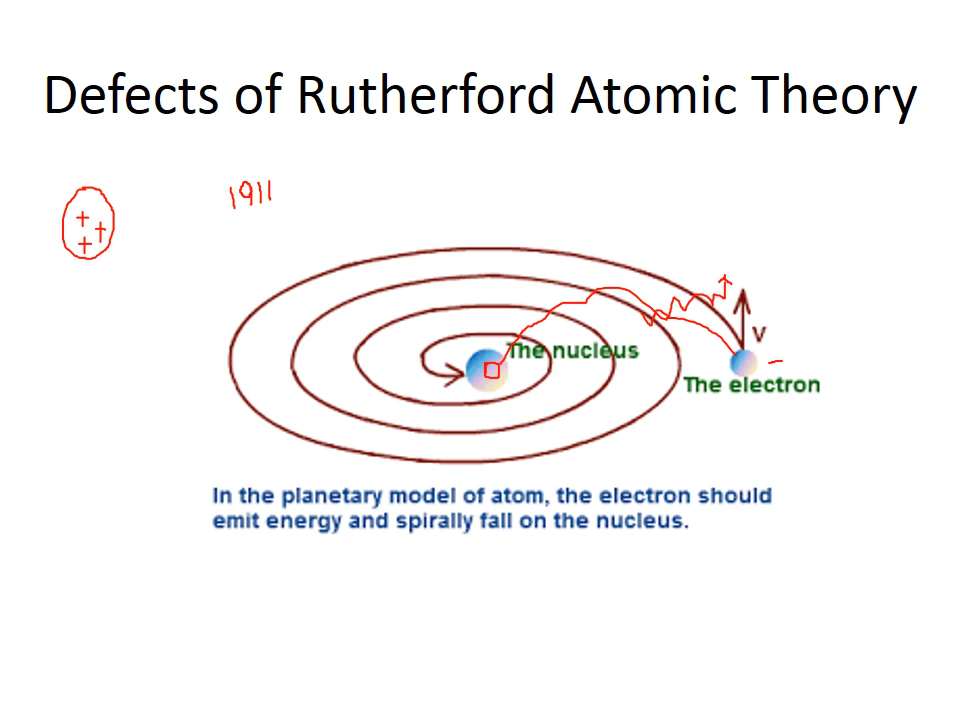 Defects of Rutherford Atomic Theory
1911
+
+
+
V
The nucleus
-
The electron
In the planetary model of atom, the electron should
emit energy and spirally fall on the nucleus.